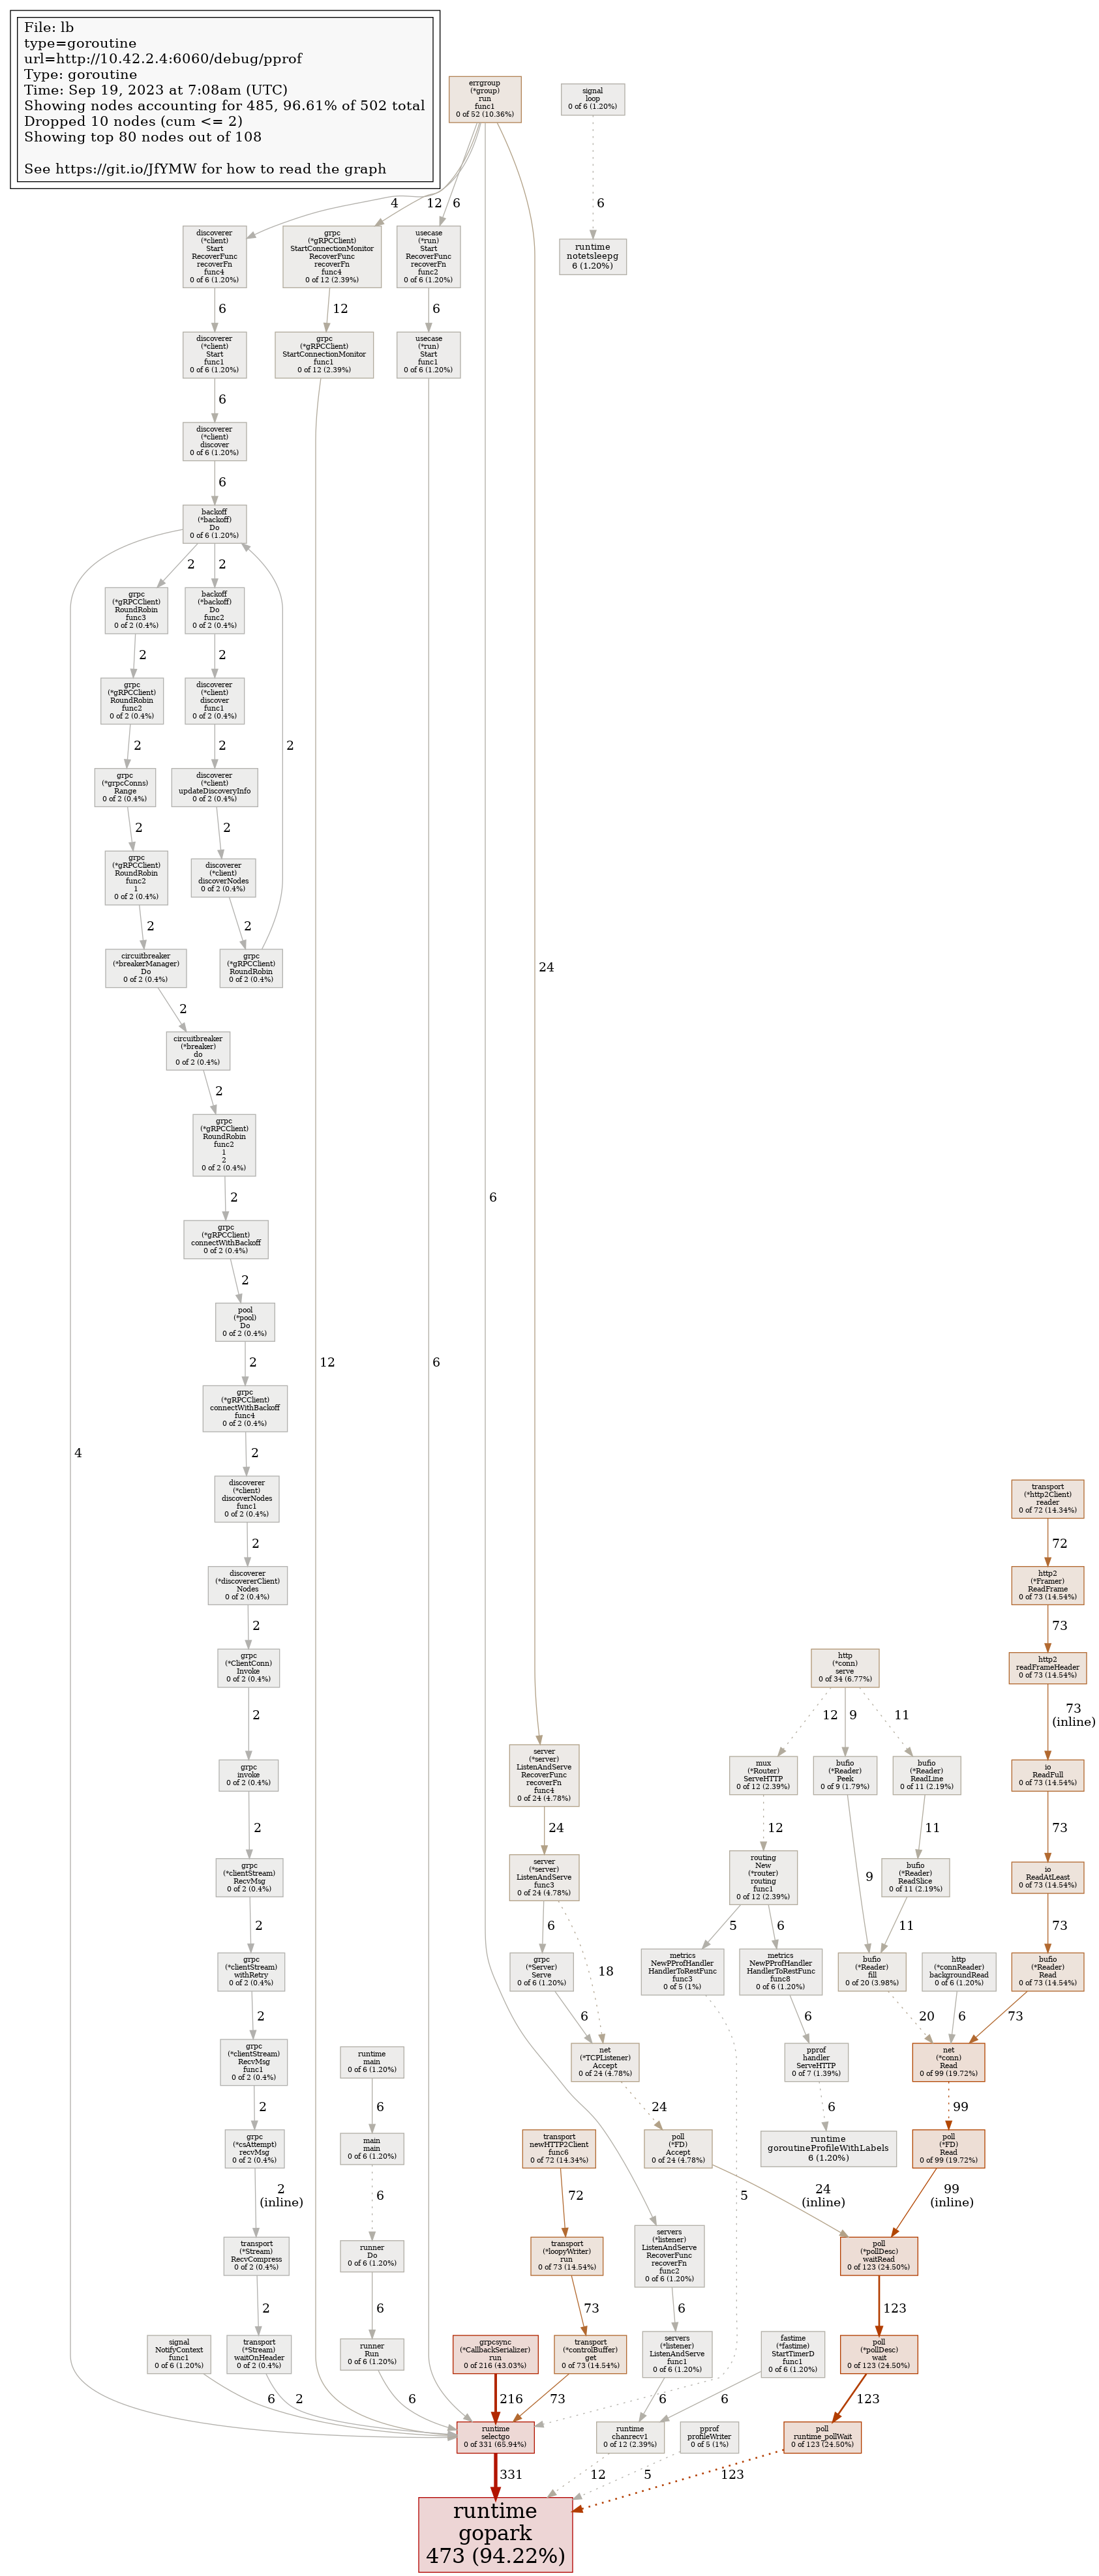 File: lb
type=goroutine
url=http://10.42.2.4:6060/debug/pprof
Type: goroutine
Time: Sep 19, 2023 at 7:08am (UTC)
Showing nodes accounting for 485, 96.61% of 502 total
Dropped 10 nodes (cum <= 2)
Showing top 80 nodes out of 108
See https://git.io/JfYMW for how to read the graph
errgroup
(*group)
run
func1
0 of 52 (10.36%)
signal
loop
0 of 6 (1.20%)
4
12
6
6
discoverer
(*client)
Start
RecoverFunc
recoverFn
func4
0 of 6 (1.20%)
grpc
(*gRPCClient)
StartConnectionMonitor
RecoverFunc
recoverFn
func4
0 of 12 (2.39%)
usecase
(*run)
Start
RecoverFunc
recoverFn
func2
0 of 6 (1.20%)
runtime
notetsleepg
6 (1.20%)
6
12
6
discoverer
(*client)
Start
func1
0 of 6 (1.20%)
grpc
(*gRPCClient)
StartConnectionMonitor
func1
0 of 12 (2.39%)
usecase
(*run)
Start
func1
0 of 6 (1.20%)
6
discoverer
(*client)
discover
0 of 6 (1.20%)
6
backoff
(*backoff)
Do
0 of 6 (1.20%)
2
2
grpc
(*gRPCClient)
RoundRobin
func3
0 of 2 (0.4%)
backoff
(*backoff)
Do
func2
0 of 2 (0.4%)
2
2
grpc
(*gRPCClient)
RoundRobin
func2
0 of 2 (0.4%)
discoverer
(*client)
discover
func1
0 of 2 (0.4%)
2
2
2
grpc
(*grpcConns)
Range
0 of 2 (0.4%)
discoverer
(*client)
updateDiscoveryInfo
0 of 2 (0.4%)
2
2
grpc
(*gRPCClient)
RoundRobin
func2
1
0 of 2 (0.4%)
discoverer
(*client)
discoverNodes
0 of 2 (0.4%)
2
2
circuitbreaker
(*breakerManager)
Do
0 of 2 (0.4%)
grpc
(*gRPCClient)
RoundRobin
0 of 2 (0.4%)
24
2
circuitbreaker
(*breaker)
do
0 of 2 (0.4%)
2
grpc
(*gRPCClient)
RoundRobin
func2
1
2
0 of 2 (0.4%)
2
6
grpc
(*gRPCClient)
connectWithBackoff
0 of 2 (0.4%)
2
pool
(*pool)
Do
0 of 2 (0.4%)
2
12
6
grpc
(*gRPCClient)
connectWithBackoff
func4
0 of 2 (0.4%)
4
2
discoverer
(*client)
discoverNodes
func1
0 of 2 (0.4%)
transport
(*http2Client)
reader
0 of 72 (14.34%)
2
72
discoverer
(*discovererClient)
Nodes
0 of 2 (0.4%)
http2
(*Framer)
ReadFrame
0 of 73 (14.54%)
2
73
grpc
(*ClientConn)
Invoke
0 of 2 (0.4%)
http
(*conn)
serve
0 of 34 (6.77%)
http2
readFrameHeader
0 of 73 (14.54%)
2
12
9
11
73
(inline)
grpc
invoke
0 of 2 (0.4%)
server
(*server)
ListenAndServe
RecoverFunc
recoverFn
func4
0 of 24 (4.78%)
mux
(*Router)
ServeHTTP
0 of 12 (2.39%)
bufio
(*Reader)
Peek
0 of 9 (1.79%)
bufio
(*Reader)
ReadLine
0 of 11 (2.19%)
io
ReadFull
0 of 73 (14.54%)
2
24
12
11
73
grpc
(*clientStream)
RecvMsg
0 of 2 (0.4%)
server
(*server)
ListenAndServe
func3
0 of 24 (4.78%)
routing
New
(*router)
routing
func1
0 of 12 (2.39%)
9
bufio
(*Reader)
ReadSlice
0 of 11 (2.19%)
io
ReadAtLeast
0 of 73 (14.54%)
2
6
5
6
11
73
grpc
(*clientStream)
withRetry
0 of 2 (0.4%)
grpc
(*Server)
Serve
0 of 6 (1.20%)
18
metrics
NewPProfHandler
HandlerToRestFunc
func3
0 of 5 (1%)
metrics
NewPProfHandler
HandlerToRestFunc
func8
0 of 6 (1.20%)
bufio
(*Reader)
fill
0 of 20 (3.98%)
http
(*connReader)
backgroundRead
0 of 6 (1.20%)
bufio
(*Reader)
Read
0 of 73 (14.54%)
2
6
6
20
6
73
grpc
(*clientStream)
RecvMsg
func1
0 of 2 (0.4%)
runtime
main
0 of 6 (1.20%)
net
(*TCPListener)
Accept
0 of 24 (4.78%)
pprof
handler
ServeHTTP
0 of 7 (1.39%)
net
(*conn)
Read
0 of 99 (19.72%)
2
6
24
6
99
grpc
(*csAttempt)
recvMsg
0 of 2 (0.4%)
main
main
0 of 6 (1.20%)
transport
newHTTP2Client
func6
0 of 72 (14.34%)
poll
(*FD)
Accept
0 of 24 (4.78%)
runtime
goroutineProfileWithLabels
6 (1.20%)
poll
(*FD)
Read
0 of 99 (19.72%)
2
(inline)
6
72
5
24
(inline)
99
(inline)
transport
(*Stream)
RecvCompress
0 of 2 (0.4%)
runner
Do
0 of 6 (1.20%)
transport
(*loopyWriter)
run
0 of 73 (14.54%)
servers
(*listener)
ListenAndServe
RecoverFunc
recoverFn
func2
0 of 6 (1.20%)
poll
(*pollDesc)
waitRead
0 of 123 (24.50%)
2
6
73
6
123
signal
NotifyContext
func1
0 of 6 (1.20%)
transport
(*Stream)
waitOnHeader
0 of 2 (0.4%)
runner
Run
0 of 6 (1.20%)
grpcsync
(*CallbackSerializer)
run
0 of 216 (43.03%)
transport
(*controlBuffer)
get
0 of 73 (14.54%)
servers
(*listener)
ListenAndServe
func1
0 of 6 (1.20%)
fastime
(*fastime)
StartTimerD
func1
0 of 6 (1.20%)
poll
(*pollDesc)
wait
0 of 123 (24.50%)
6
2
6
216
73
6
6
123
runtime
selectgo
0 of 331 (65.94%)
runtime
chanrecv1
0 of 12 (2.39%)
pprof
profileWriter
0 of 5 (1%)
poll
runtime_pollWait
0 of 123 (24.50%)
331
12
5
123
runtime
gopark
473 (94.22%)